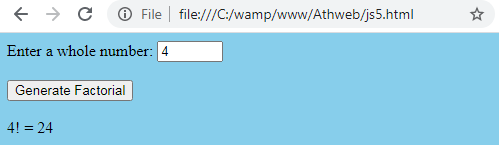 File | file:///C:/wamp/www/Athweb/js5.html
Enter a whole number: 4
Generate Factorial
4! = 24